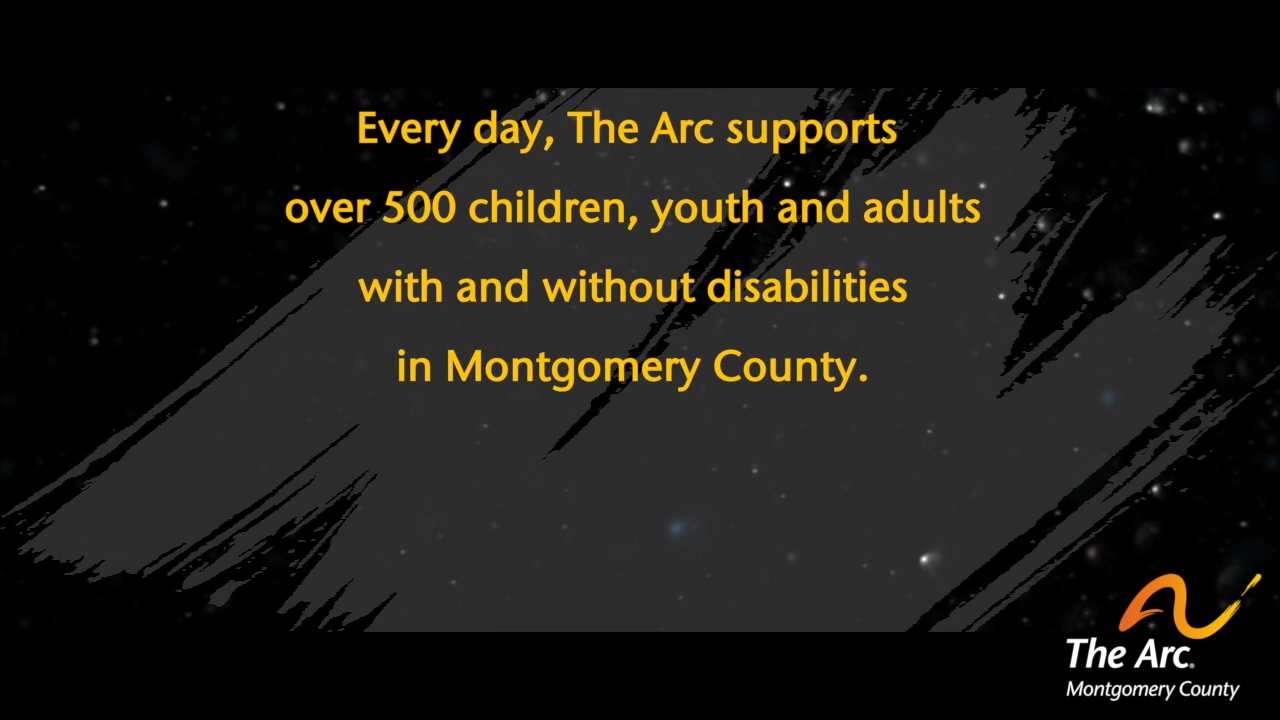 Every day, The Arc supports
over 500 children, youth and adults
with and without disabilities
in Montgomery County.
The Arc®
Montgomery County